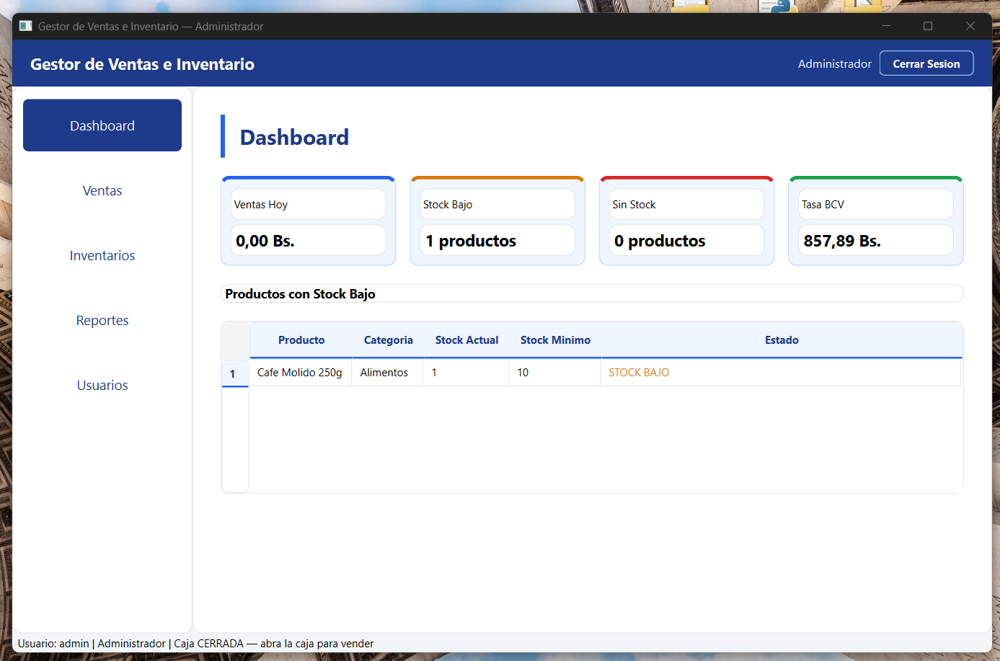 Gestor de Ventas e Inventario — Administrador
Gestor de Ventas e Inventario
Administrador
Cerrar Sesion
Dashboard
Ventas
Inventarios
Reportes
Usuarios
Dashboard
Ventas Hoy
0,00 Bs.
Stock Bajo
1 productos
Sin Stock
0 productos
Tasa BCV
857,89 Bs.
Productos con Stock Bajo
Producto Categoria Stock Actual Stock Minimo Estado
1 Cafe Molido 250g Alimentos 1 10 STOCK BAJO
Usuario: admin | Administrador | Caja CERRADA — abra la caja para vender